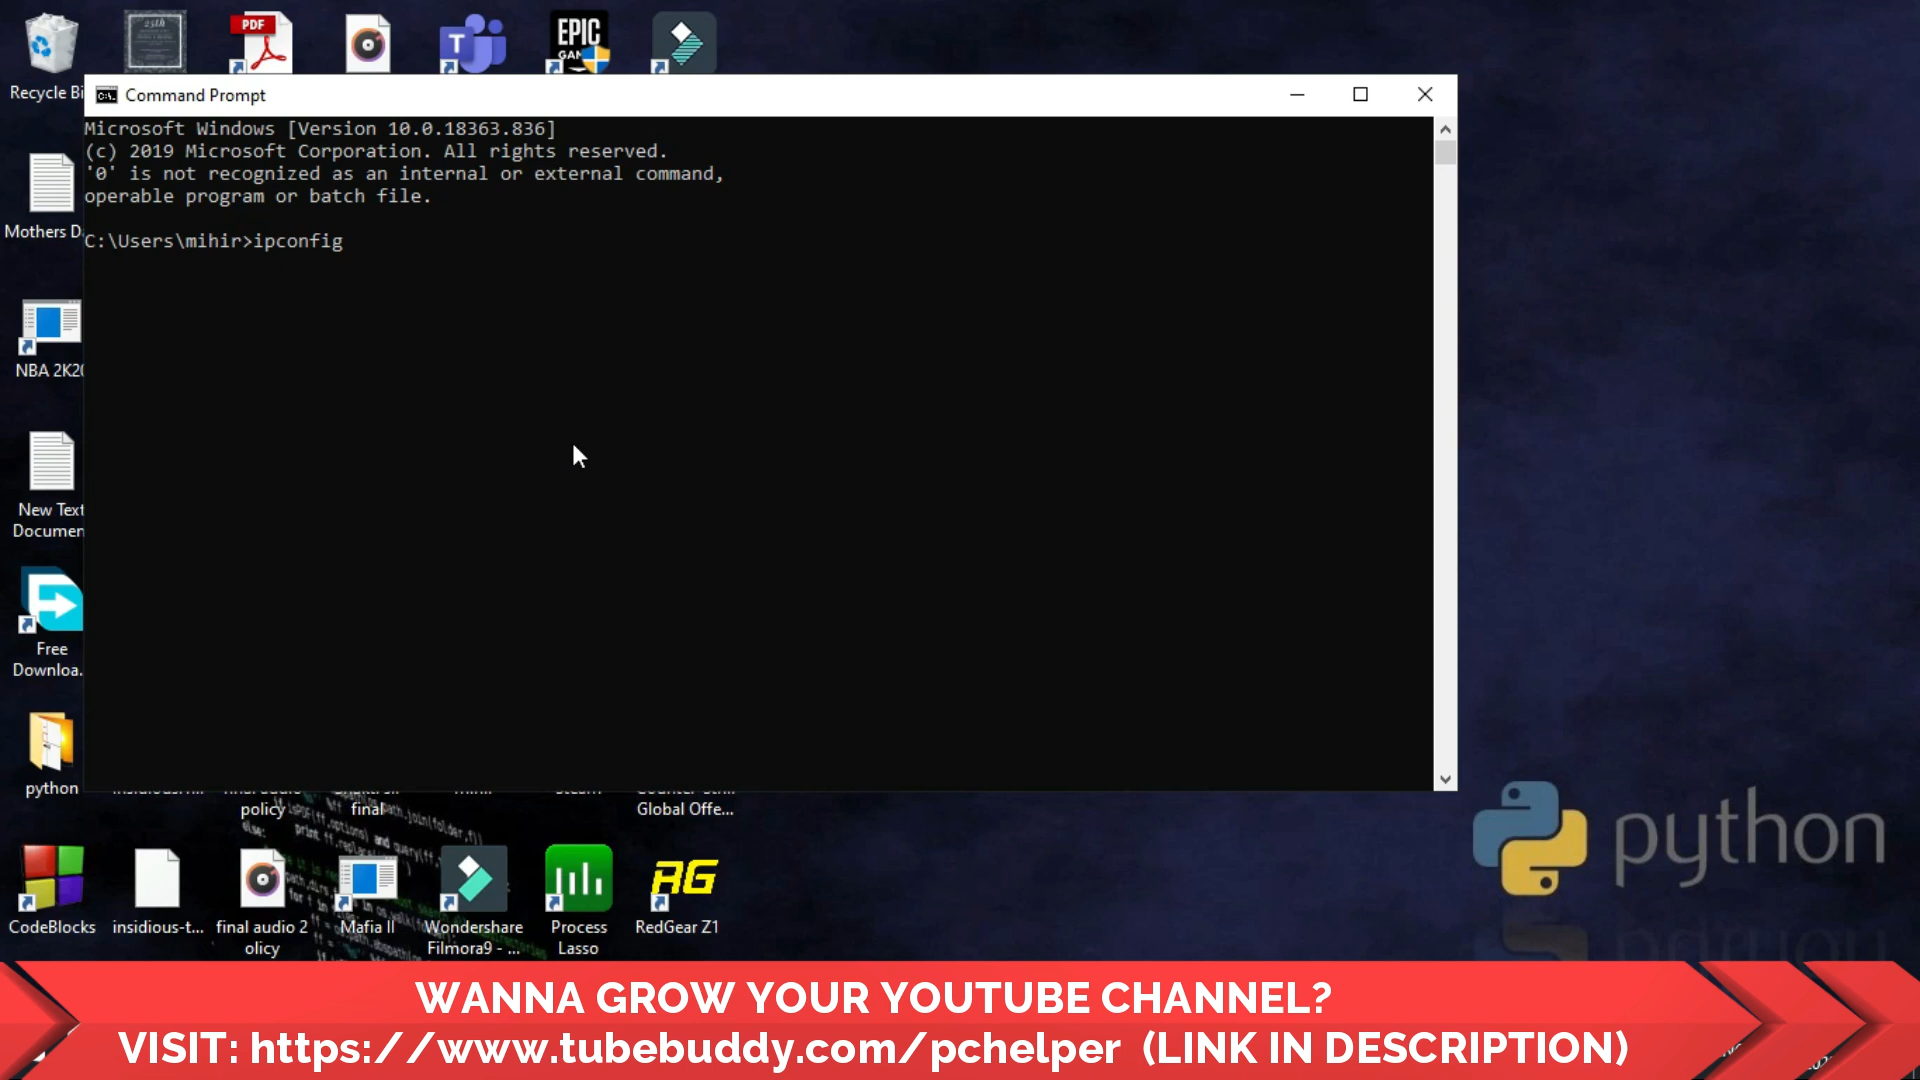 25th
PDF
T
EPIC
GAM
Recycle Bi
Command Prompt
Microsoft Windows [Version 10.0.18363.836]
(c) 2019 Microsoft Corporation. All rights reserved.
'0' is not recognized as an internal or external command,
operable program or batch file.
C:\Users\mihir>ipconfig
Mothers D
NBA 2K20
New Text
Documen
Free
Downloa.
python
policy
final
Global Offe...
python
RG
CodeBlocks
insidious-t...
final audio 2
olicy
Mafia II
Wondershare
Filmora9 - ...
Process
Lasso
RedGear Z1
WANNA GROW YOUR YOUTUBE CHANNEL?
VISIT: https://www.tubebuddy.com/pchelper (LINK IN DESCRIPTION)